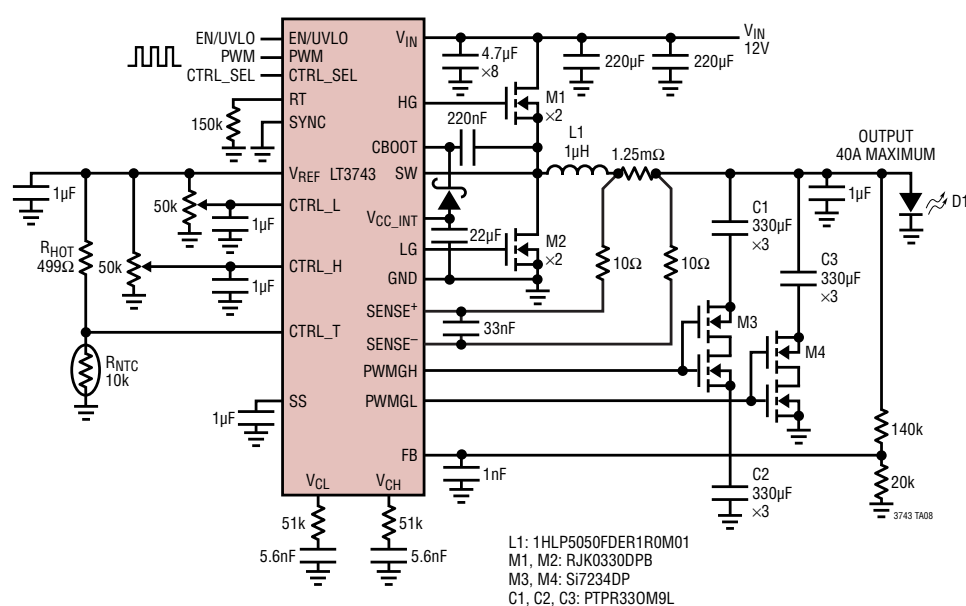 EN/UVLO
PWM
CTRL_SEL
EN/UVLO
PWM
CTRL_SEL
RT
150k
SYNC
VREF LT3743
1µF
50k
CTRL_L
1µF
RHOT
499Ω
50k
CTRL_H
1µF
CTRL_T
RNTC
10k
SS
1µF
VCL
VCH
51k
51k
5.6nF
5.6nF
VIN
HG
CBOOT
SW
VCC_INT
LG
GND
SENSE+
SENSE–
PWMGH
PWMGL
FB
VIN
12V
4.7µF
×8
220µF
220µF
M1
×2
220nF
L1
1µH
1.25mΩ
OUTPUT
40A MAXIMUM
1µF
D1
22µF
M2
×2
10Ω
10Ω
33nF
C1
330µF
×3
C3
330µF
×3
M3
M4
140k
1nF
C2
330µF
×3
20k
3743 TA08
L1: 1HLP5050FDER1R0M01
M1, M2: RJK0330DPB
M3, M4: Si7234DP
C1, C2, C3: PTPR33OM9L